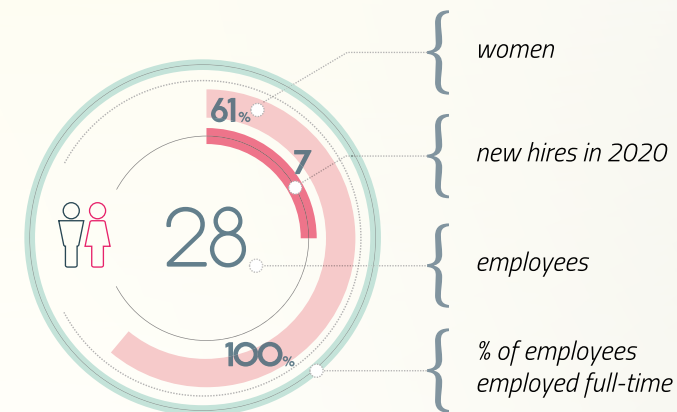 women
61%
7
new hires in 2020
28
employees
100%
% of employees
employed full-time